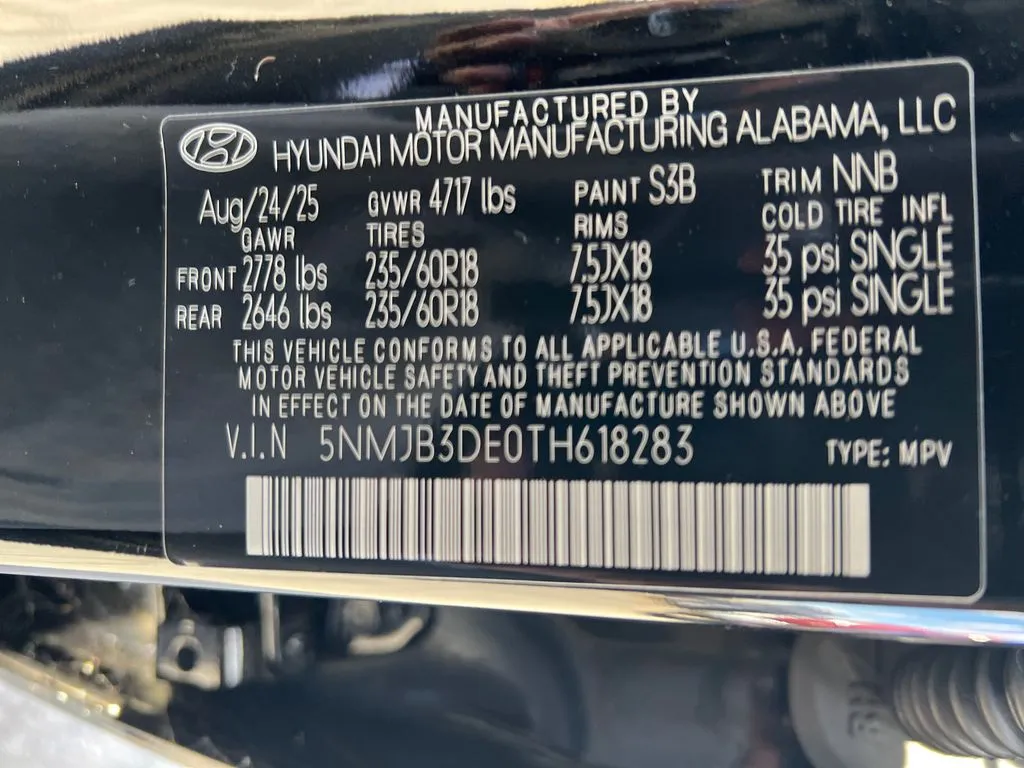 MANUFACTURED BY
HYUNDAI MOTOR MANUFACTURING ALABAMA, LLC
Aug/24/25 GVWR 4717 lbs PAINT S3B TRIM NNB
GAWR TIRES RIMS COLD TIRE INFL
FRONT 2778 lbs 235/60R18 7.5JX18 35 psi SINGLE
REAR 2646 lbs 235/60R18 7.5JX18 35 psi SINGLE
THIS VEHICLE CONFORMS TO ALL APPLICABLE U.S.A. FEDERAL
MOTOR VEHICLE SAFETY AND THEFT PREVENTION STANDARDS
IN EFFECT ON THE DATE OF MANUFACTURE SHOWN ABOVE
V.I.N 5NMJB3DE0TH618283 TYPE: MPV